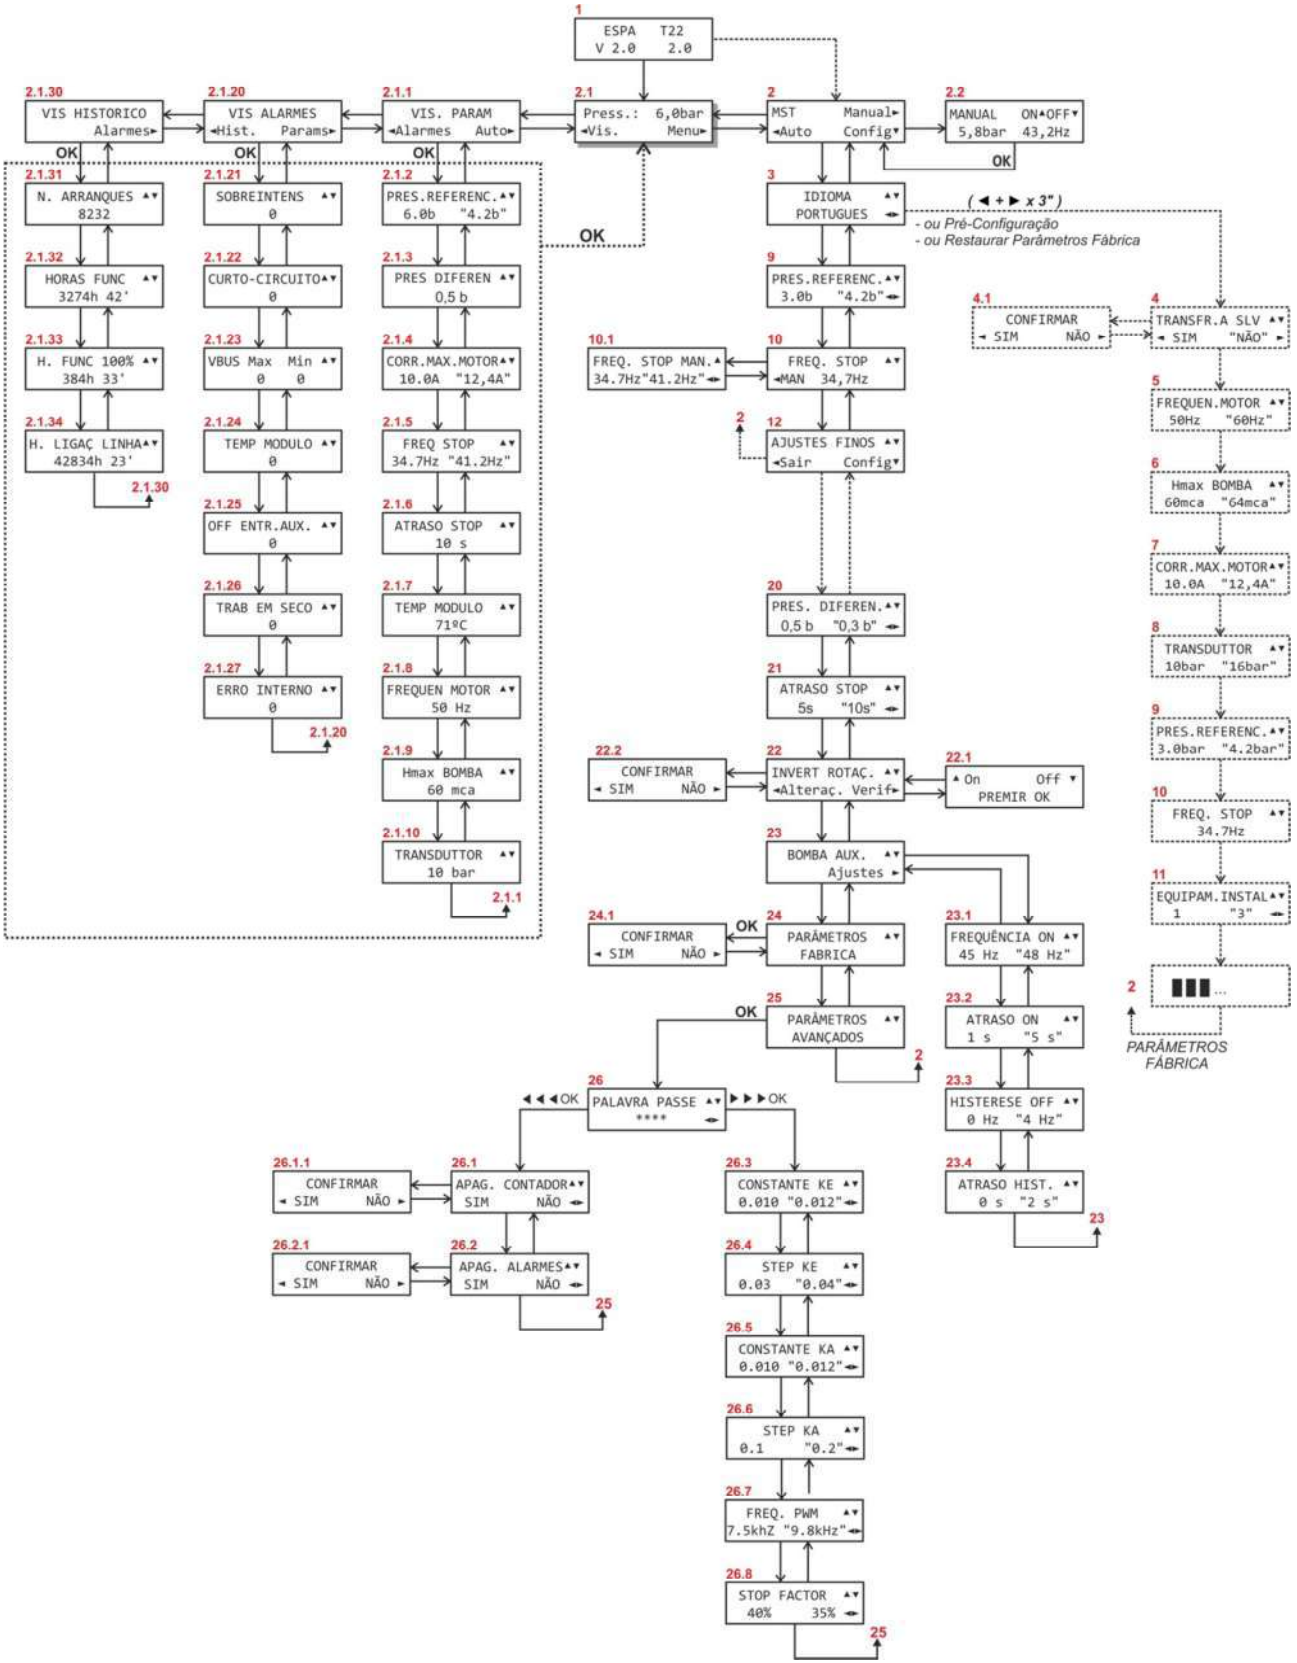 1
ESPA T22
V 2.0 2.0
2.1.30
VIS HISTORICO
Alarmes►
2.1.20
VIS ALARMES
◄Hist. Params►
2.1.1
VIS. PARAM
◄Alarmes Auto►
2.1
Press.: 6,0bar
◄Vis. Menu►
2
MST Manual►
◄Auto Config▼
2.2
MANUAL ON▲OFF▼
5,8bar 43,2Hz
OK
OK
OK
OK
2.1.31
N. ARRANQUES ▲▼
8232
2.1.32
HORAS FUNC ▲▼
3274h 42'
2.1.33
H. FUNC 100% ▲▼
384h 33'
2.1.34
H. LIGAÇ LINHA▲▼
42834h 23'
2.1.30
2.1.21
SOBREINTENS ▲▼
0
2.1.22
CURTO-CIRCUITO▲▼
0
2.1.23
VBUS Max Min ▲▼
0 0
2.1.24
TEMP MODULO ▲▼
0
2.1.25
OFF ENTR.AUX. ▲▼
0
2.1.26
TRAB EM SECO ▲▼
0
2.1.27
ERRO INTERNO ▲▼
0
2.1.20
2.1.2
PRES.REFERENC.▲▼
6.0b "4.2b"
2.1.3
PRES DIFEREN ▲▼
0,5 b
2.1.4
CORR.MAX.MOTOR▲▼
10.0A "12,4A"
2.1.5
FREQ STOP ▲▼
34.7Hz "41.2Hz"
2.1.6
ATRASO STOP ▲▼
10 s
2.1.7
TEMP MODULO ▲▼
71ºC
2.1.8
FREQUEN MOTOR ▲▼
50 Hz
2.1.9
Hmax BOMBA ▲▼
60 mca
2.1.10
TRANSDUTTOR ▲▼
10 bar
2.1.1
OK
3
IDIOMA ▲▼
PORTUGUES ◄►
( ◄ + ► x 3" )
- ou Pré-Configuração
- ou Restaurar Parâmetros Fábrica
9
PRES.REFERENC.▲▼
3.0b "4.2b"◄►
10.1
FREQ. STOP MAN.▲
34.7Hz"41.2Hz"◄►
10
FREQ. STOP ▲▼
◄MAN 34,7Hz
2
12
AJUSTES FINOS ▲▼
◄Sair Config▼
20
PRES. DIFEREN.▲▼
0,5 b "0,3 b" ◄►
21
ATRASO STOP ▲▼
5s "10s" ◄►
22.2
CONFIRMAR
◄ SIM NÃO ►
22
INVERT ROTAÇ. ▲▼
◄Alteraç. Verif►
22.1
▲ On Off ▼
PREMIR OK
23
BOMBA AUX. ▲▼
Ajustes ►
24.1
CONFIRMAR
◄ SIM NÃO ►
OK
24
PARÂMETROS ▲▼
FABRICA
25
PARÂMETROS ▲▼
AVANÇADOS
OK
2
23.1
FREQUÊNCIA ON ▲▼
45 Hz "48 Hz"
23.2
ATRASO ON ▲▼
1 s "5 s"
23.3
HISTERESE OFF ▲▼
0 Hz "4 Hz"
23.4
ATRASO HIST. ▲▼
0 s "2 s"
23
4.1
CONFIRMAR
◄ SIM NÃO ►
4
TRANSFR.A SLV ▲▼
◄ SIM "NÃO" ►
5
FREQUEN.MOTOR ▲▼
50Hz "60Hz"
6
Hmax BOMBA ▲▼
60mca "64mca"
7
CORR.MAX.MOTOR▲▼
10.0A "12,4A"
8
TRANSDUTTOR ▲▼
10bar "16bar"
9
PRES.REFERENC.▲▼
3.0bar "4.2bar"
10
FREQ. STOP ▲▼
34.7Hz
11
EQUIPAM.INSTAL▲▼
1 "3" ◄►
2
███...
PARÂMETROS
FÁBRICA
26
◄◄◄OK
PALAVRA PASSE ▲▼
**** ◄►
►►►OK
26.1.1
CONFIRMAR
◄ SIM NÃO ►
26.1
APAG. CONTADOR▲▼
SIM NÃO ◄►
26.2.1
CONFIRMAR
◄ SIM NÃO ►
26.2
APAG. ALARMES▲▼
SIM NÃO ◄►
25
26.3
CONSTANTE KE ▲▼
0.010 "0.012"◄►
26.4
STEP KE ▲▼
0.03 "0.04"◄►
26.5
CONSTANTE KA ▲▼
0.010 "0.012"◄►
26.6
STEP KA ▲▼
0.1 "0.2"◄►
26.7
FREQ. PWM ▲▼
7.5khZ "9.8kHz"◄►
26.8
STOP FACTOR ▲▼
40% 35% ◄►
25